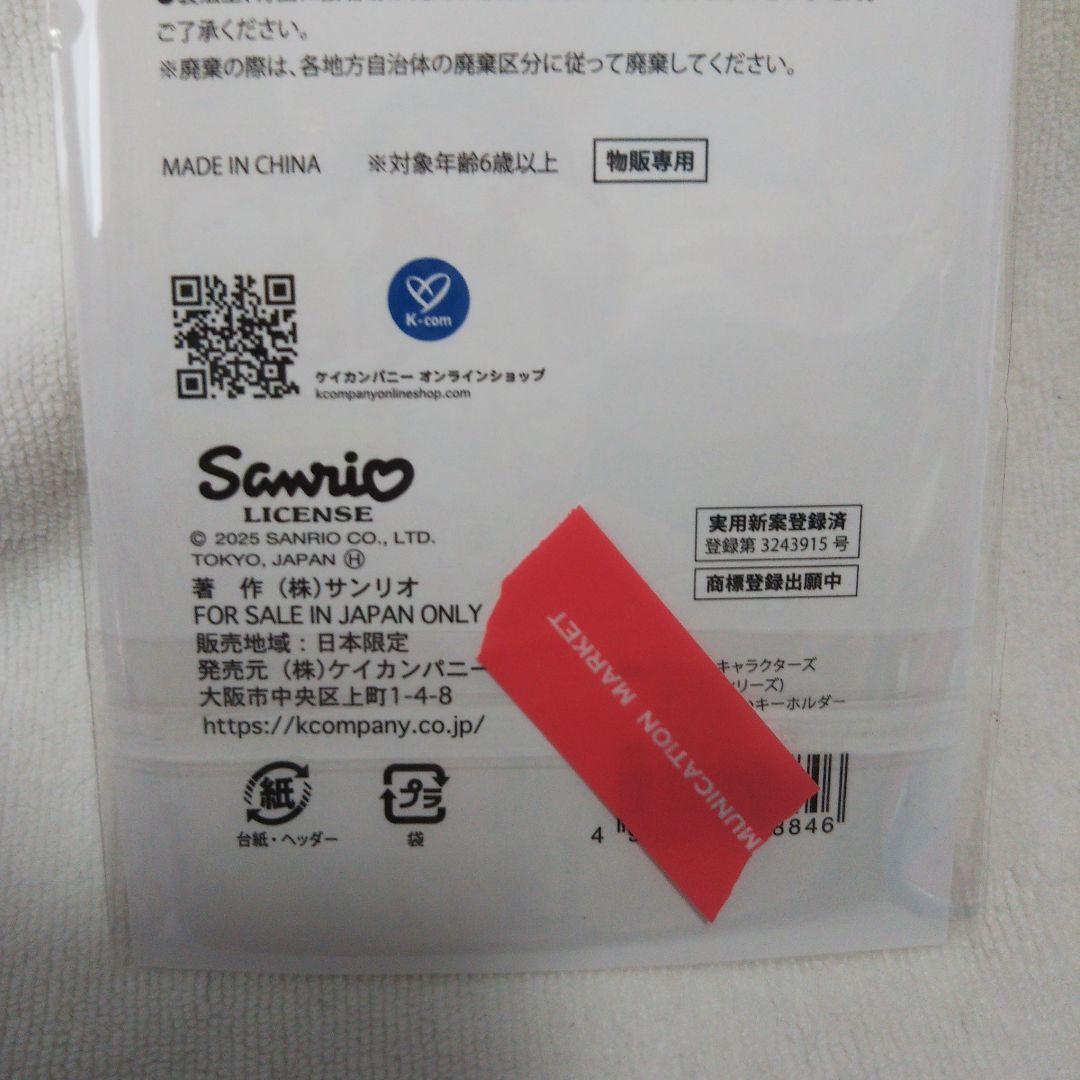 ご了承ください。
※廃棄の際は、各地方自治体の廃棄区分に従って廃棄してください。
MADE IN CHINA ※対象年齢6歳以上 物販専用
K-com
ケイカンパニー オンラインショップ
kcompanyonlineshop.com
Sanrio
LICENSE
© 2025 SANRIO CO., LTD.
TOKYO, JAPAN Ⓗ
著 作 (株)サンリオ
FOR SALE IN JAPAN ONLY
販売地域：日本限定
発売元 (株)ケイカンパニー
大阪市中央区上町1-4-8
https://kcompany.co.jp/
実用新案登録済
登録第 3243915 号
商標登録出願中
キャラクターズ
リーズ)
キーホルダー
MUNICATION MARKET
紙
台紙・ヘッダー
プラ
袋
4
8846